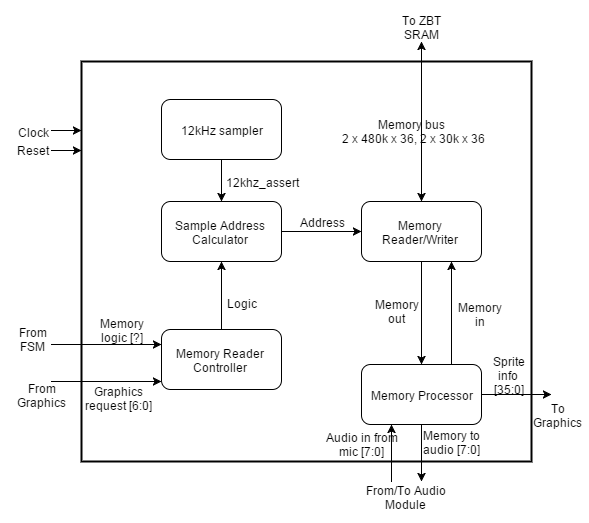 To ZBT
SRAM
Memory bus
2 x 480k x 36, 2 x 30k x 36
12kHz sampler
Clock
Reset
12khz_assert
Sample Address
Calculator
Address
Memory
Reader/Writer
Logic
Memory
out
Memory
in
From
FSM
Memory
logic [?]
Memory Reader
Controller
From
Graphics
Graphics
request [6:0]
Memory Processor
Sprite
info
[35:0]
To
Graphics
Audio in from
mic [7:0]
Memory to
audio [7:0]
From/To Audio
Module